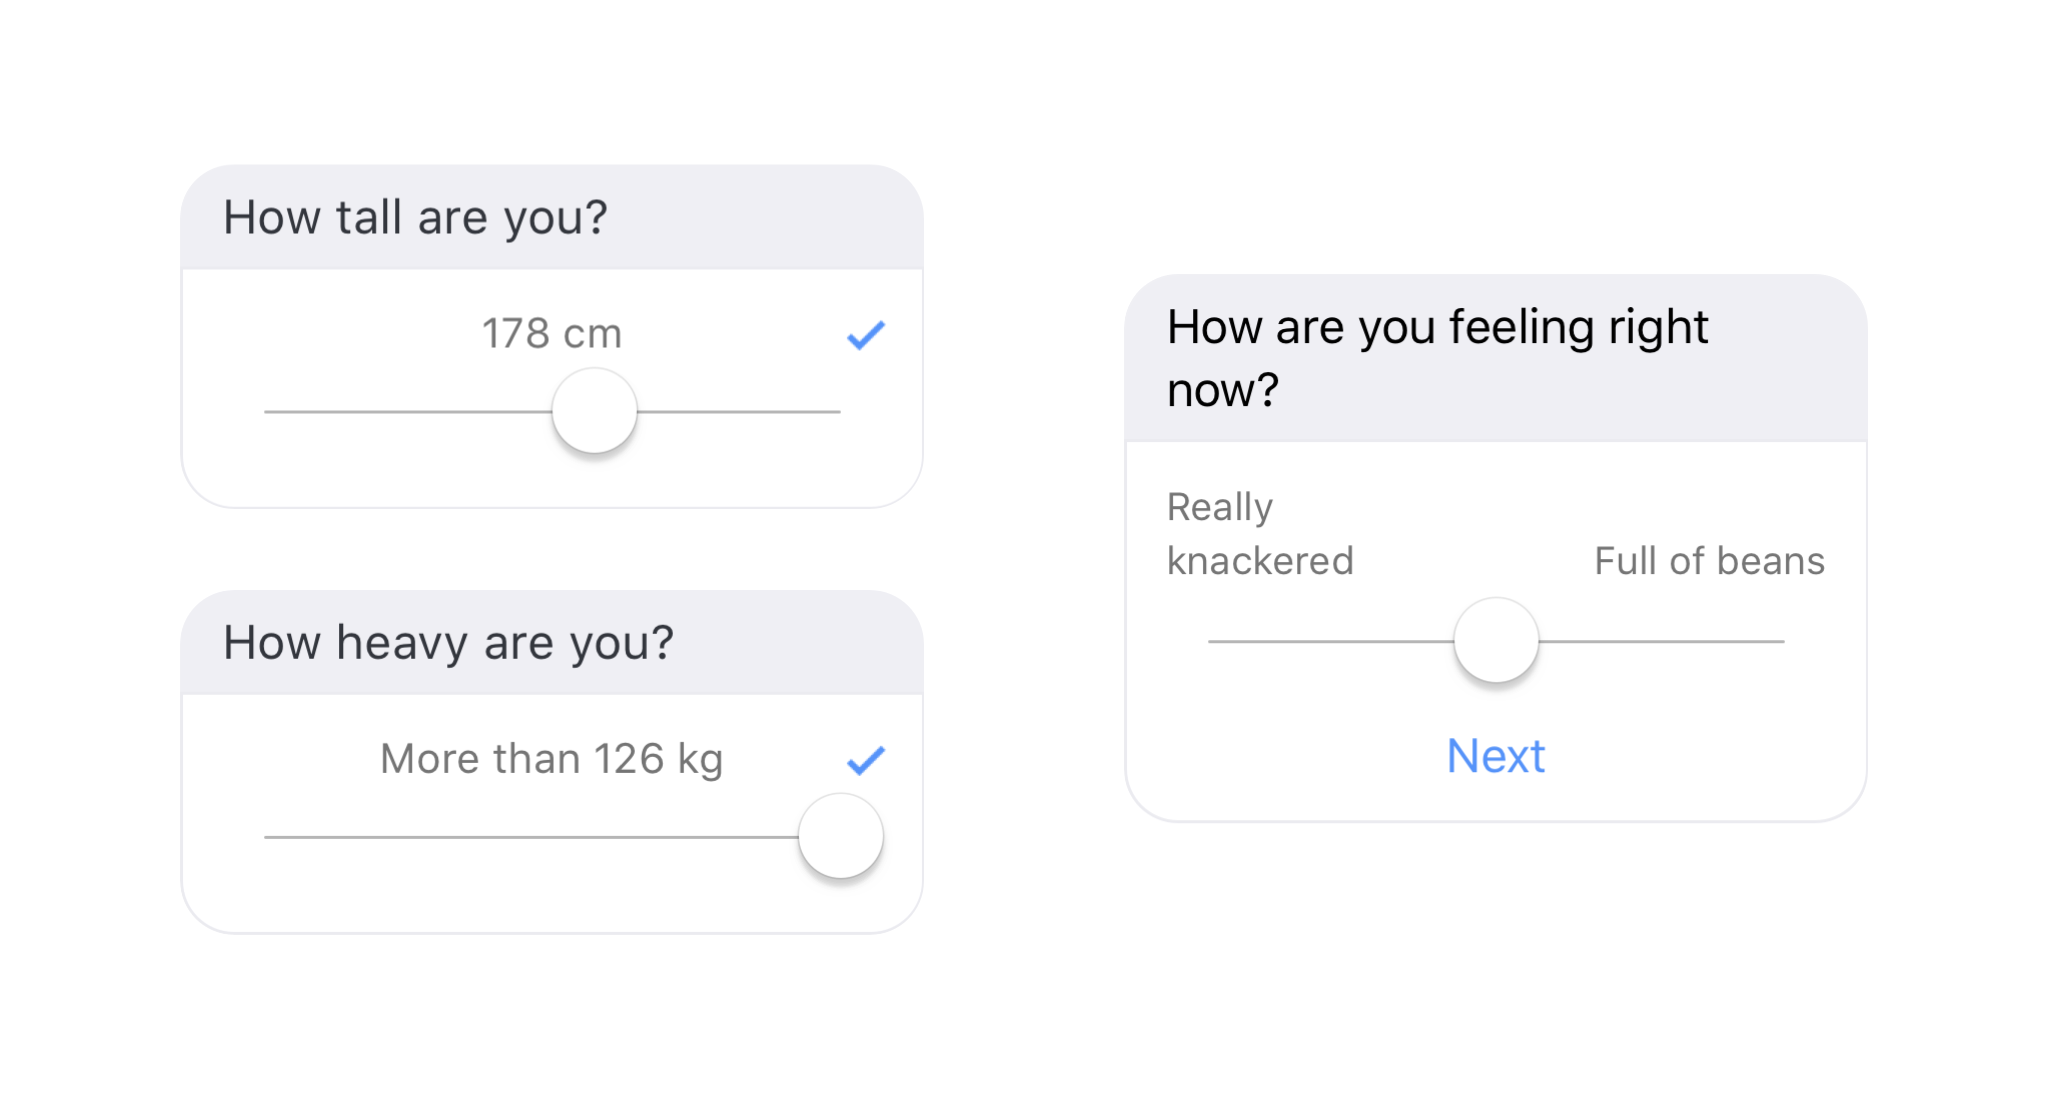 How tall are you?
178 cm
How heavy are you?
More than 126 kg
How are you feeling right
now?
Really
knackered
Full of beans
Next